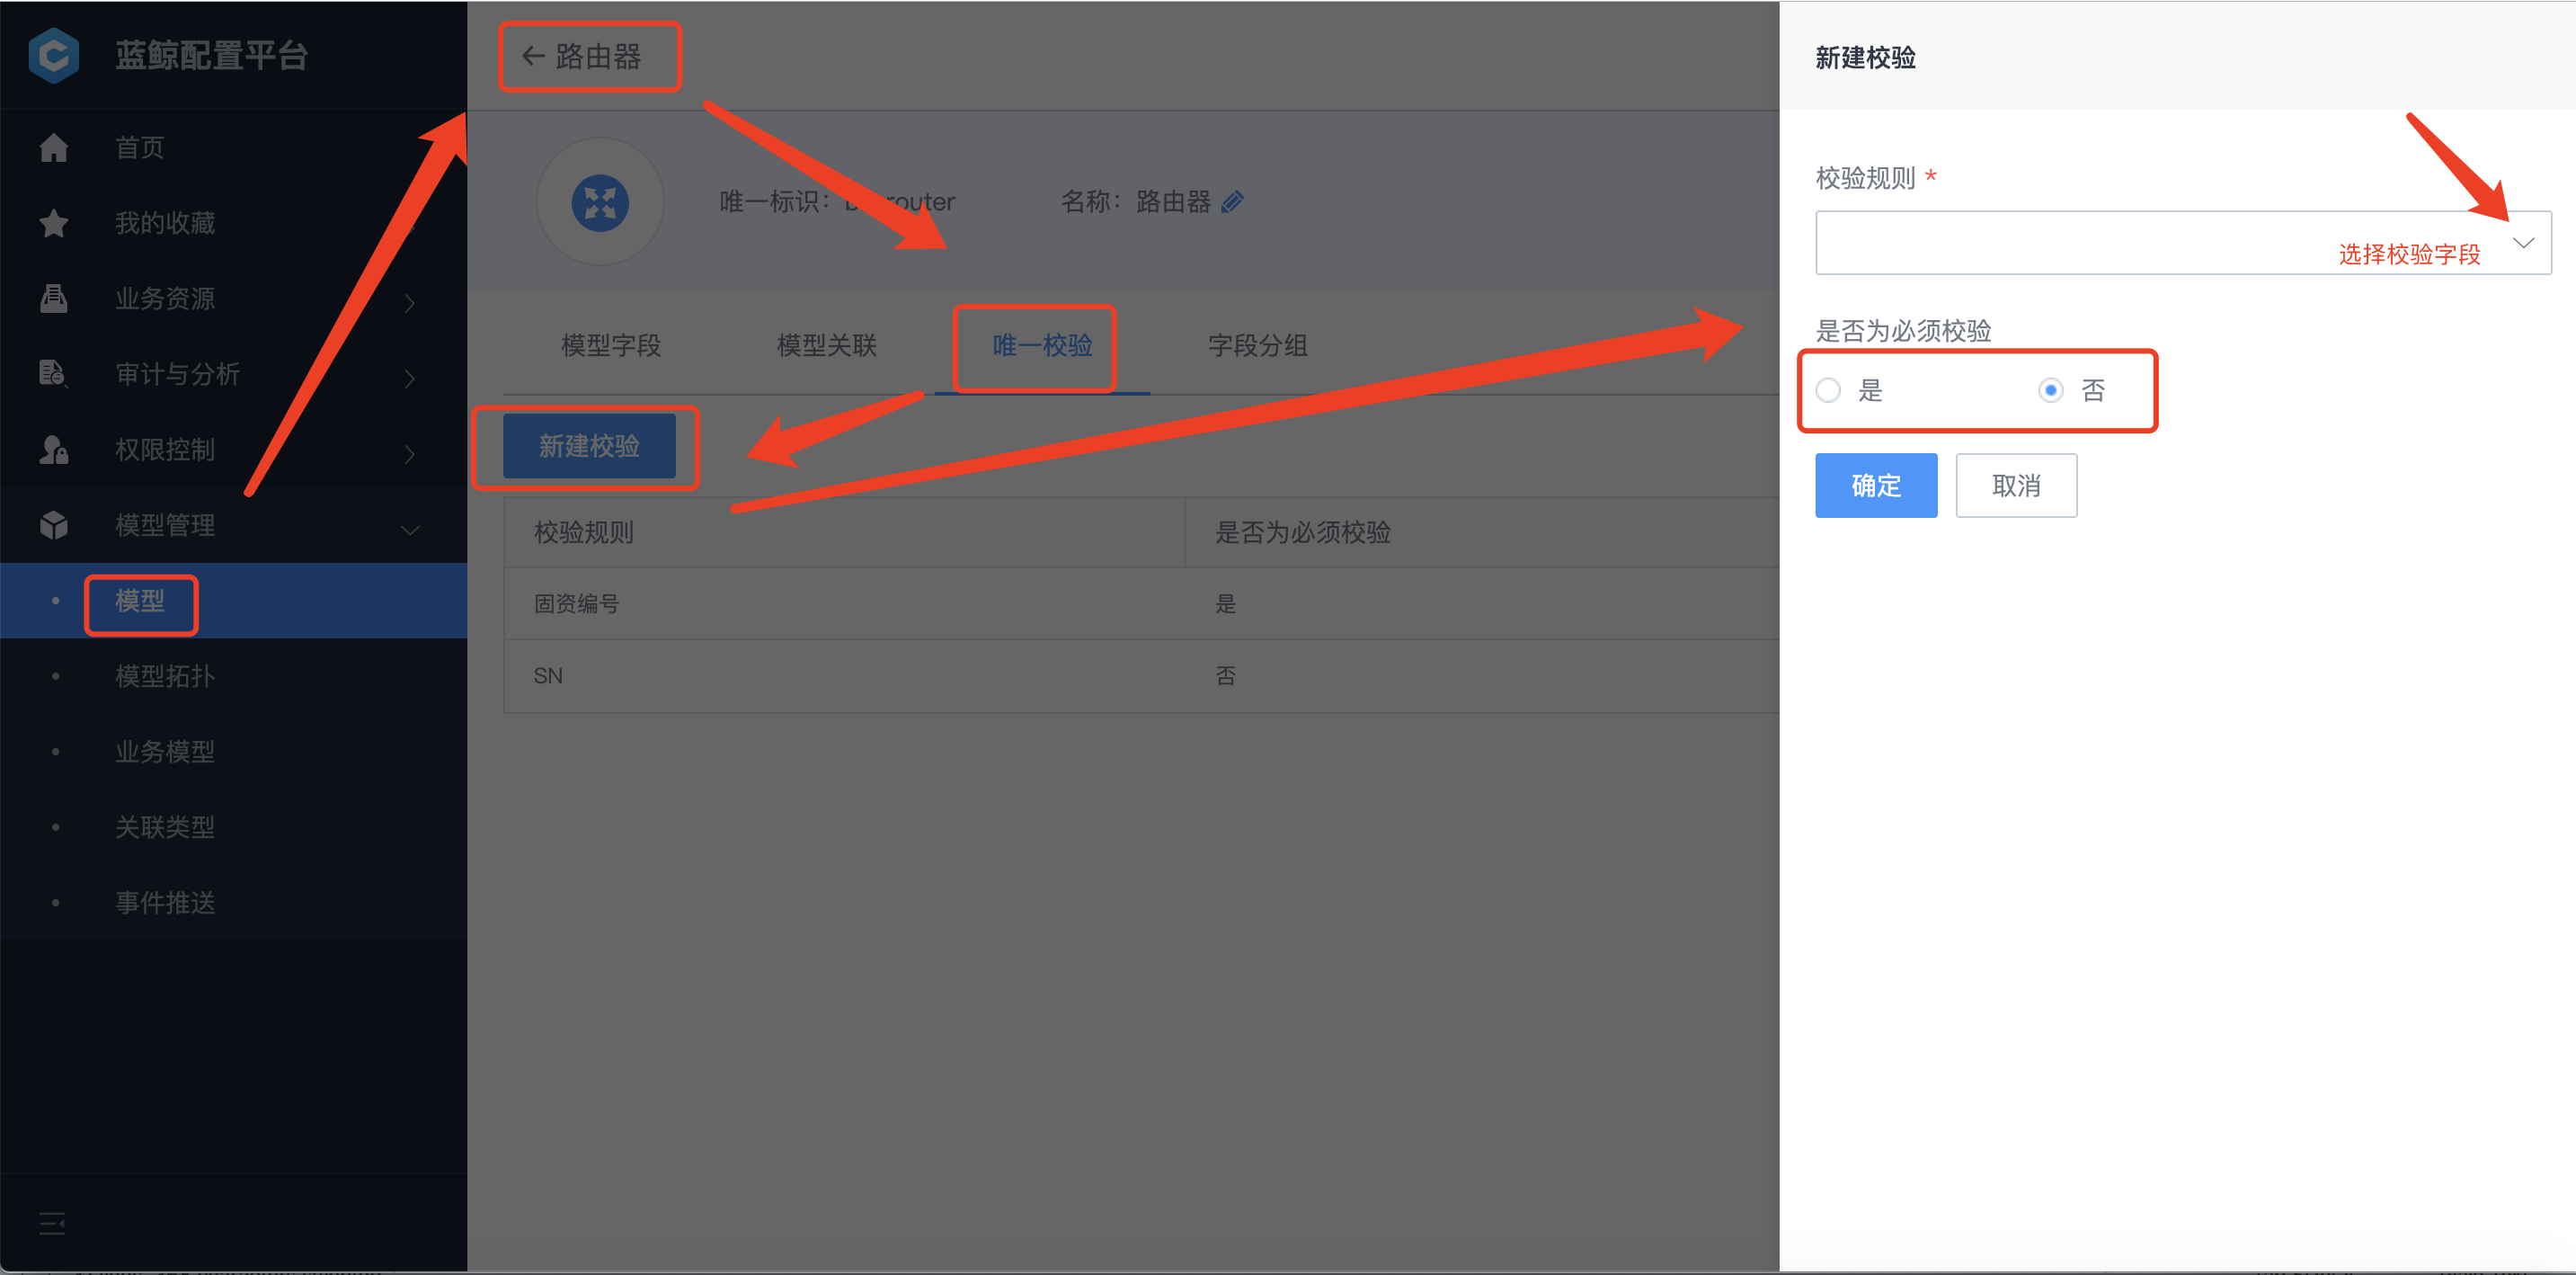 蓝鲸配置平台
首页
我的收藏
业务资源
审计与分析
权限控制
模型管理
模型
模型拓扑
业务模型
关联类型
事件推送
路由器
唯一标识：
router
名称：路由器
模型字段
模型关联
唯一校验
字段分组
新建校验
校验规则 是否为必须校验
固资编号 是
SN 否
新建校验
校验规则 *
选择校验字段
是否为必须校验
是 否
确定 取消